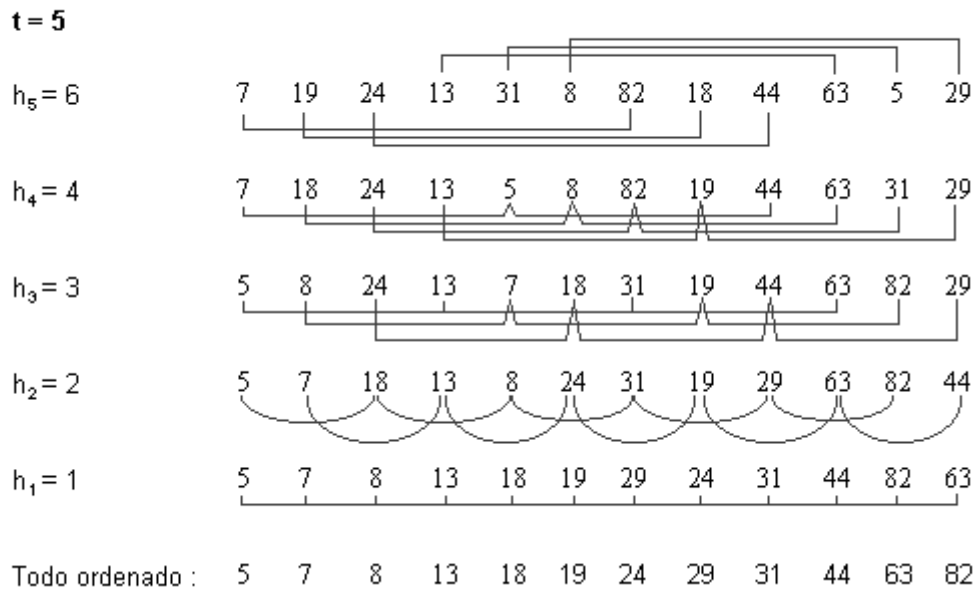 t = 5
h₅ = 6 7 19 24 13 31 8 82 18 44 63 5 29
h₄ = 4 7 18 24 13 5 8 82 19 44 63 31 29
h₃ = 3 5 8 24 13 7 18 31 19 44 63 82 29
h₂ = 2 5 7 18 13 8 24 31 19 29 63 82 44
h₁ = 1 5 7 8 13 18 19 29 24 31 44 82 63
Todo ordenado : 5 7 8 13 18 19 24 29 31 44 63 82